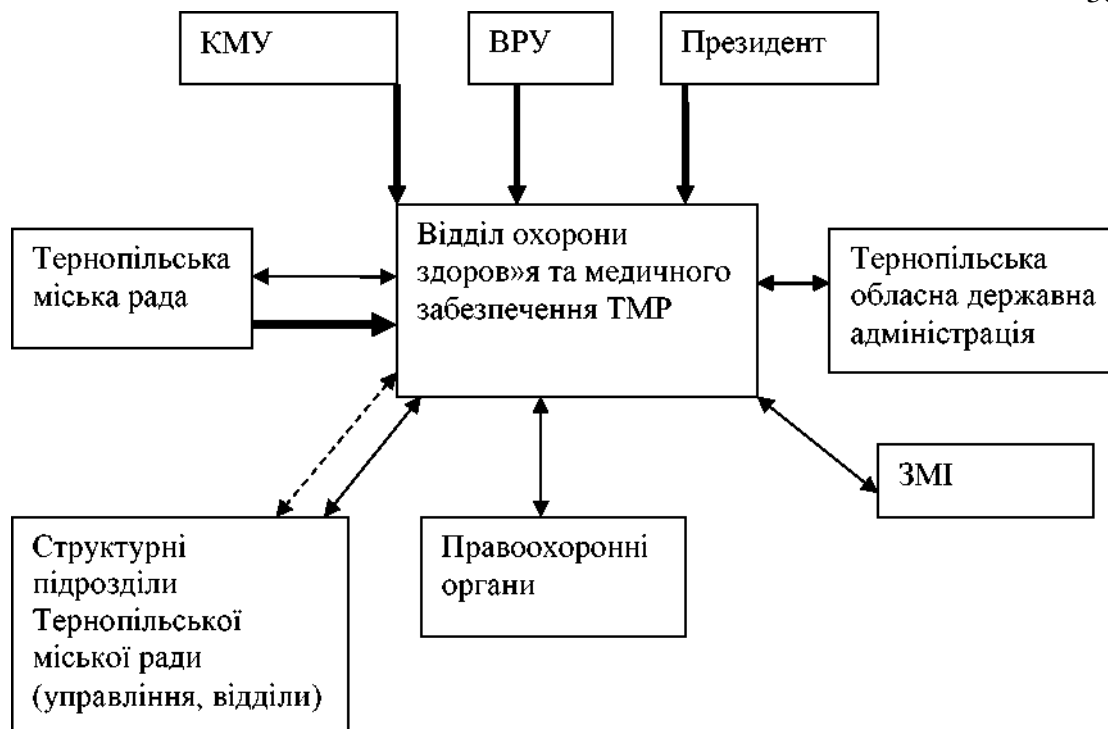 КМУ
ВРУ
Президент
Відділ охорони
здоров»я та медичного
забезпечення ТМР
Тернопільська
міська рада
Тернопільська
обласна державна
адміністрація
ЗМІ
Структурні
підрозділи
Тернопільської
міської ради
(управління, відділи)
Правоохоронні
органи